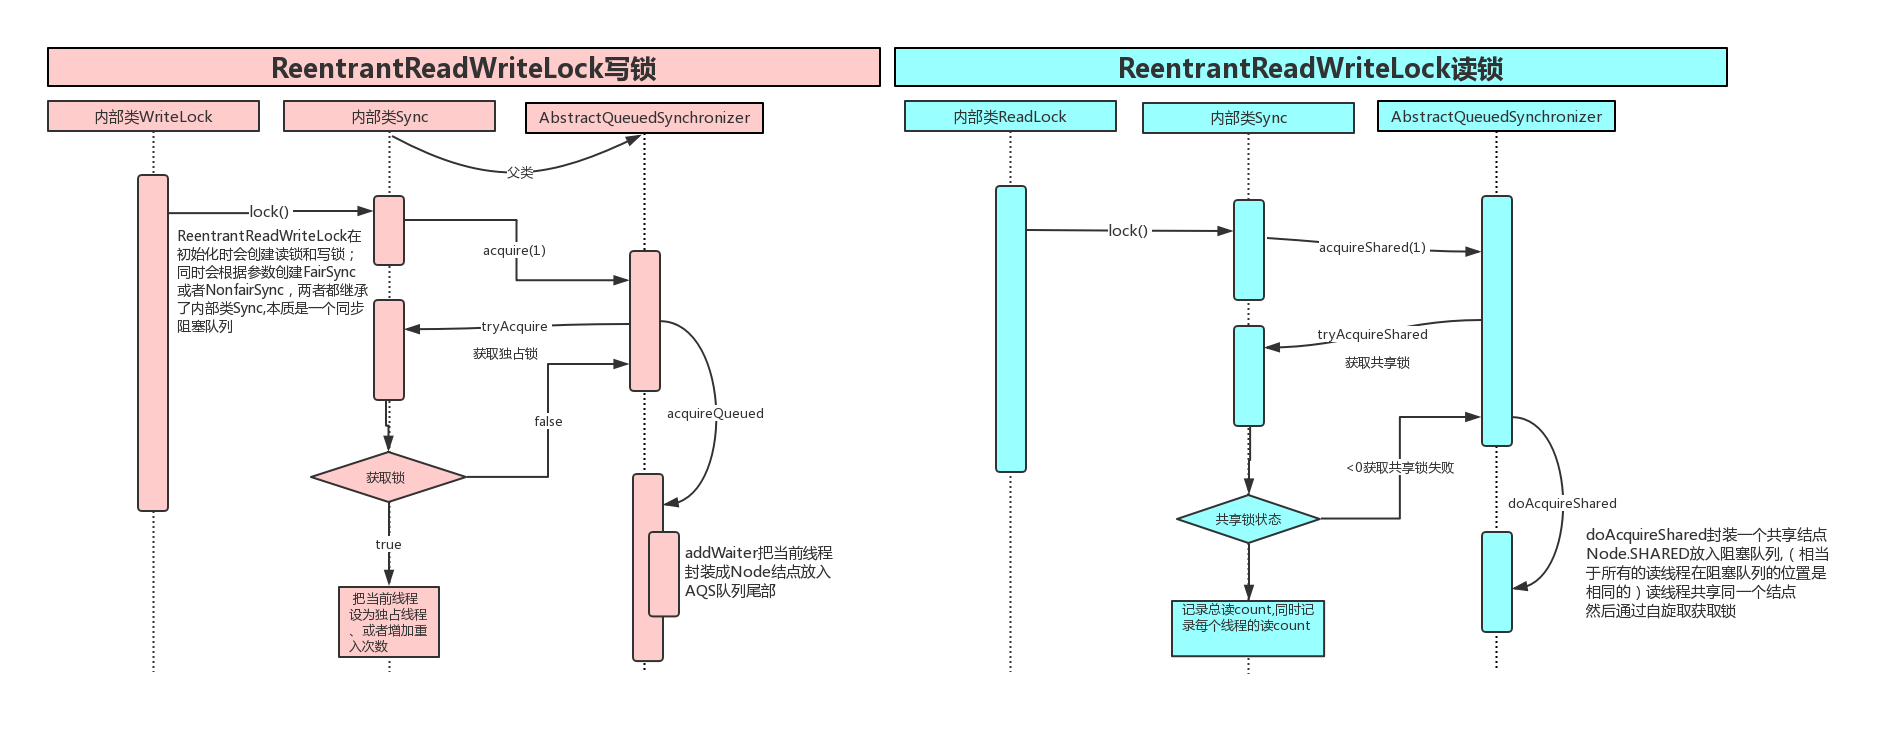 ReentrantReadWriteLock写锁
内部类WriteLock
内部类Sync
AbstractQueuedSynchronizer
父类
lock()
ReentrantReadWriteLock在
初始化时会创建读锁和写锁；
同时会根据参数创建FairSync
或者NonfairSync，两者都继承
了内部类Sync,本质是一个同步
阻塞队列
acquire(1)
tryAcquire
获取独占锁
false
acquireQueued
获取锁
true
把当前线程
设为独占线程
、或者增加重
入次数
addWaiter把当前线程
封装成Node结点放入
AQS队列尾部
ReentrantReadWriteLock读锁
内部类ReadLock
内部类Sync
AbstractQueuedSynchronizer
lock()
acquireShared(1)
tryAcquireShared
获取共享锁
<0获取共享锁失败
doAcquireShared
共享锁状态
记录总读count,同时记
录每个线程的读count
doAcquireShared封装一个共享结点
Node.SHARED放入阻塞队列,（相当
于所有的读线程在阻塞队列的位置是
相同的）读线程共享同一个结点
然后通过自旋取获取锁